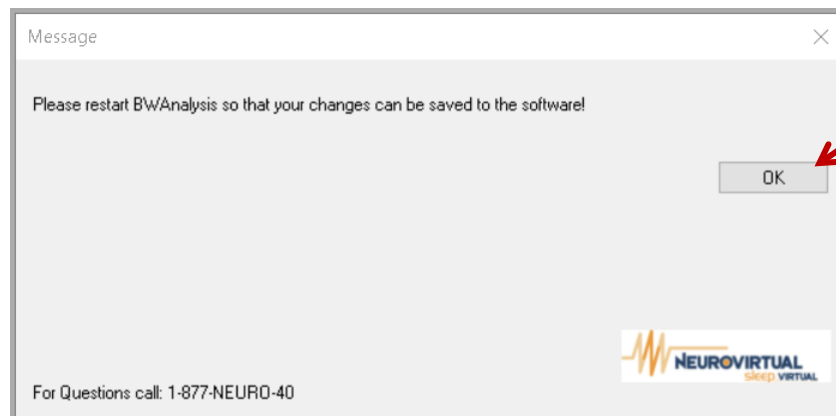 Message
Please restart BWAnalysis so that your changes can be saved to the software!
OK
NEUROVIRTUAL
sleep VIRTUAL
For Questions call: 1-877-NEURO-40